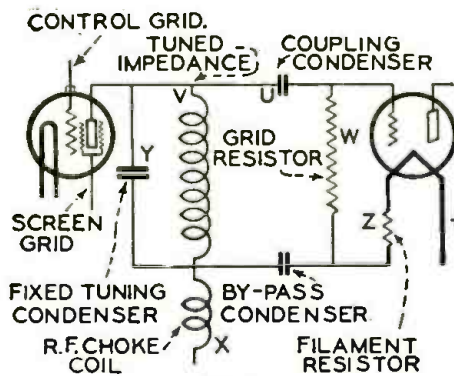 CONTROL GRID.
TUNED
IMPEDANCE
COUPLING
CONDENSER
V
U
Y
GRID
RESISTOR
W
SCREEN
GRID
Z
FIXED TUNING
CONDENSER
BY-PASS
CONDENSER
R.F. CHOKE
COIL
X
FILAMENT
RESISTOR